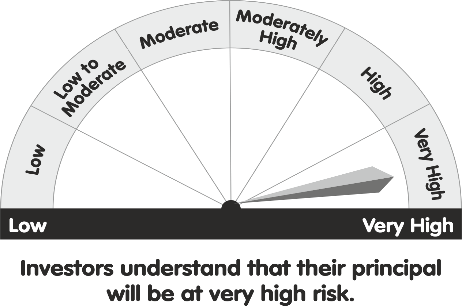 Low
Low to
Moderate
Moderate
Moderately
High
High
Very High
Low
Very High
Investors understand that their principal
will be at very high risk.